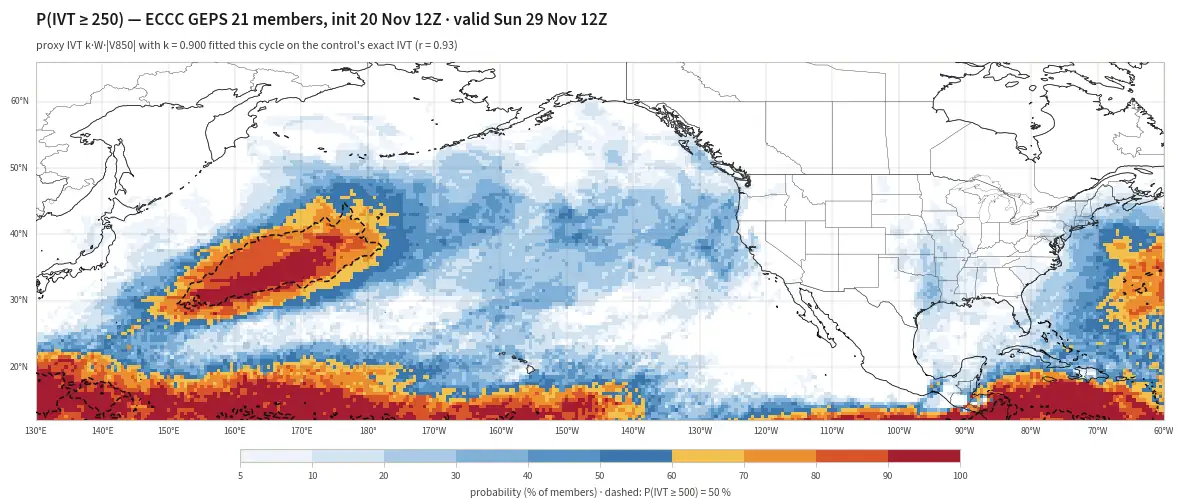 P(IVT ≥ 250) — ECCC GEPS 21 members, init 20 Nov 12Z · valid Sun 29 Nov 12Z
proxy IVT k·W·|V850| with k = 0.900 fitted this cycle on the control's exact IVT (r = 0.93)
60°N
50°N
40°N
30°N
20°N
130°E 140°E 150°E 160°E 170°E 180° 170°W 160°W 150°W 140°W 130°W 120°W 110°W 100°W 90°W 80°W 70°W 60°W
5 10 20 30 40 50 60 70 80 90 100
probability (% of members) · dashed: P(IVT ≥ 500) = 50 %